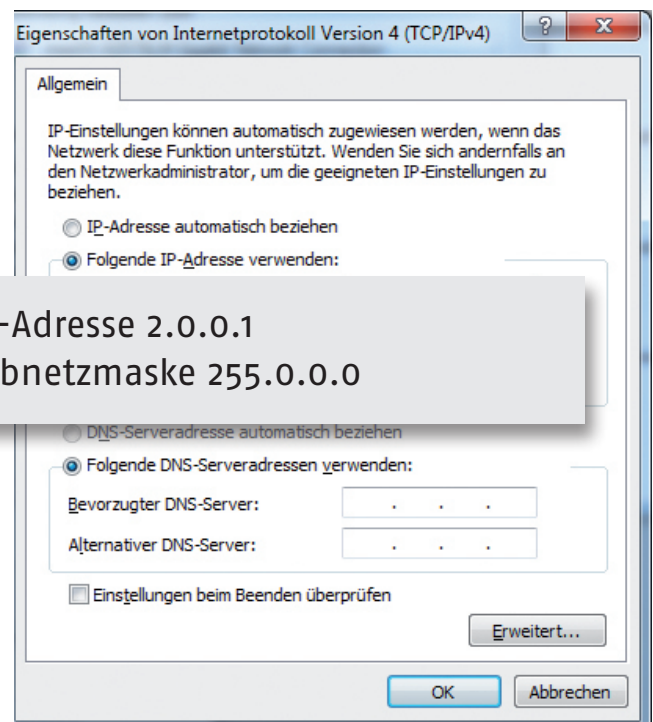 Eigenschaften von Internetprotokoll Version 4 (TCP/IPv4)
Allgemein
IP-Einstellungen können automatisch zugewiesen werden, wenn das
Netzwerk diese Funktion unterstützt. Wenden Sie sich andernfalls an
den Netzwerkadministrator, um die geeigneten IP-Einstellungen zu
beziehen.
IP-Adresse automatisch beziehen
Folgende IP-Adresse verwenden:
-Adresse 2.0.0.1
bnetzmaske 255.0.0.0
DNS-Serveradresse automatisch beziehen
Folgende DNS-Serveradressen verwenden:
Bevorzugter DNS-Server: . . .
Alternativer DNS-Server: . . .
Einstellungen beim Beenden überprüfen
Erweitert...
OK Abbrechen